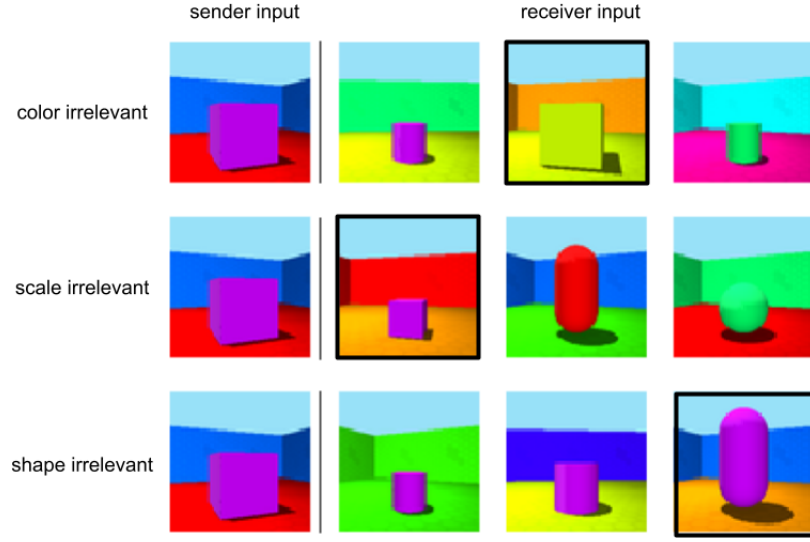 sender input
receiver input
color irrelevant
scale irrelevant
shape irrelevant